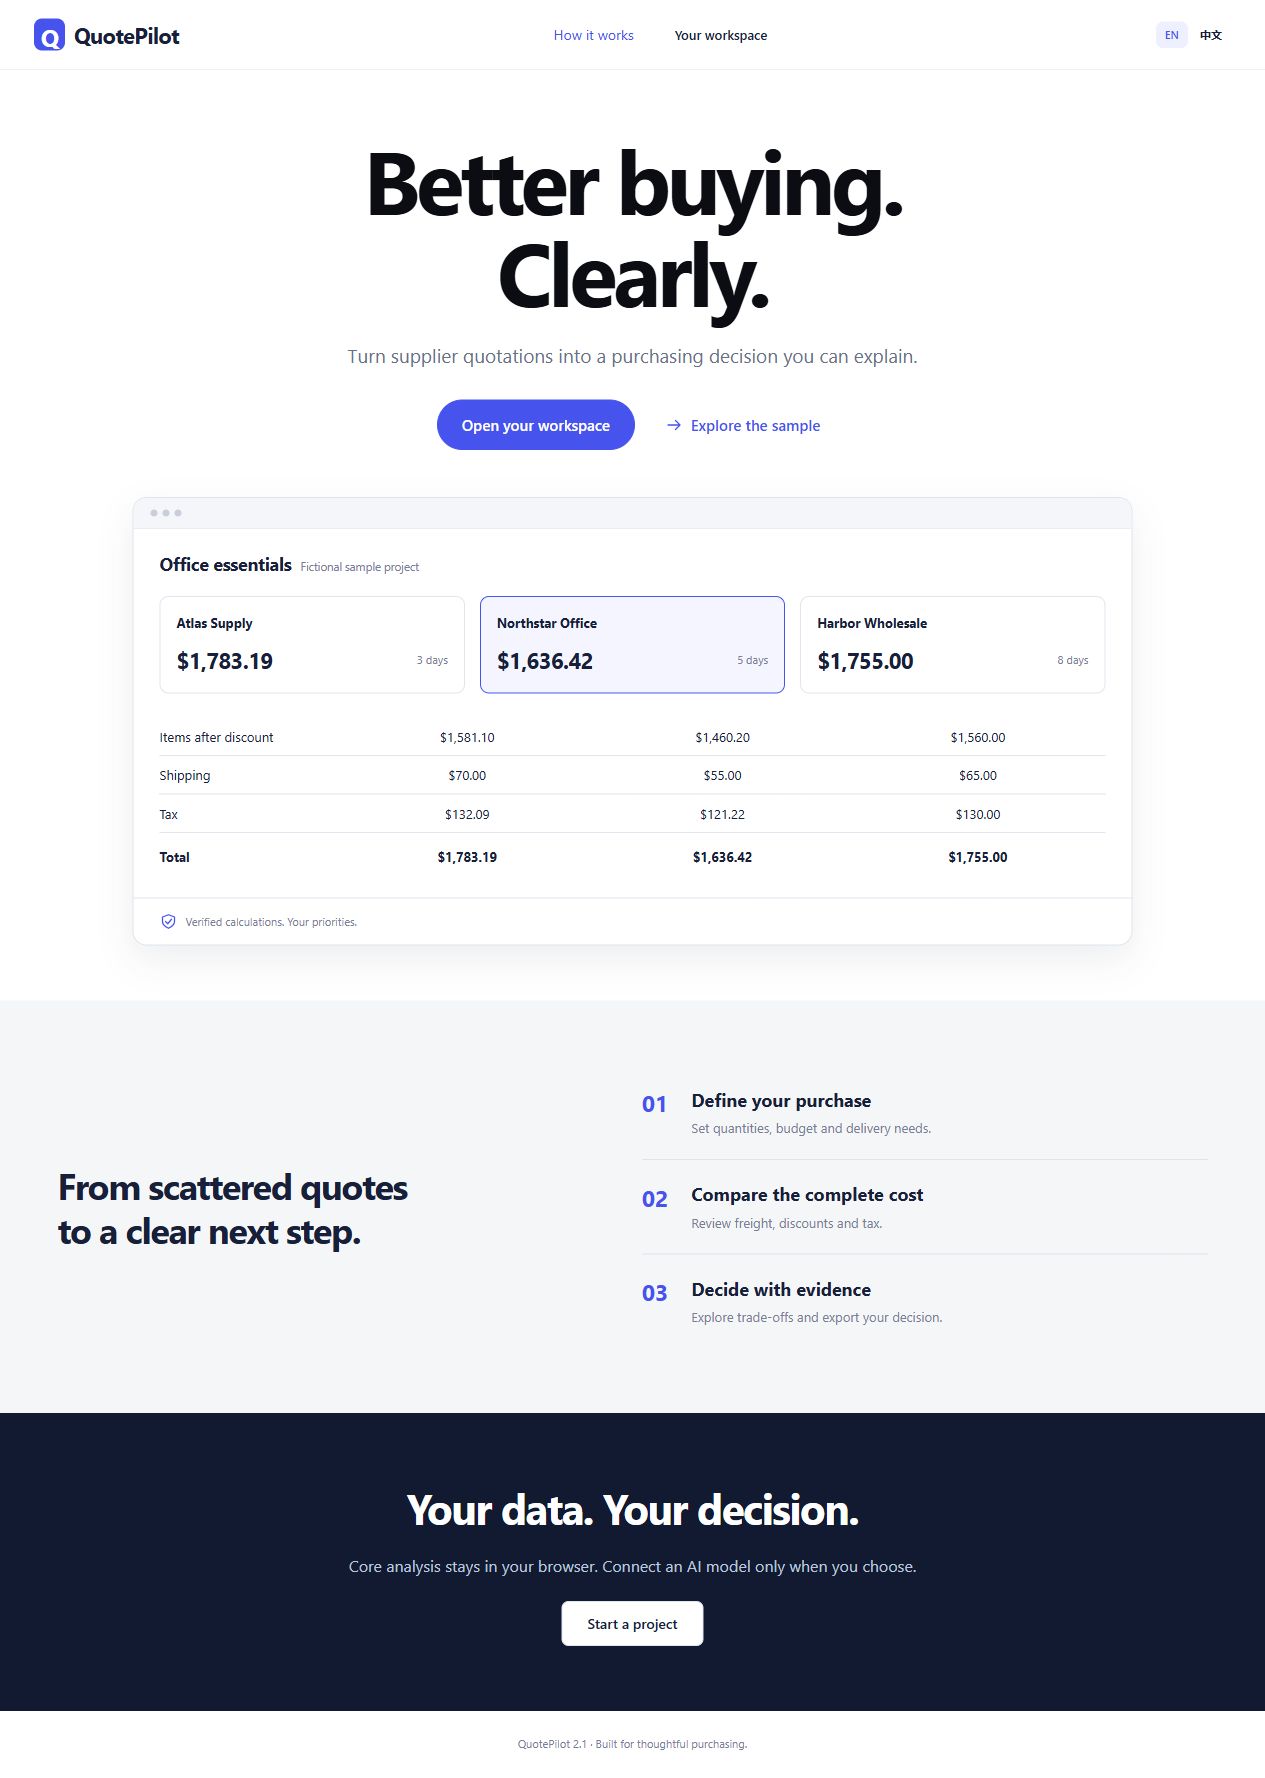 QuotePilot
How it works
Your workspace
EN
中文
Better buying.
Clearly.
Turn supplier quotations into a purchasing decision you can explain.
Open your workspace
→ Explore the sample
Office essentials Fictional sample project
Atlas Supply
$1,783.19 3 days
Northstar Office
$1,636.42 5 days
Harbor Wholesale
$1,755.00 8 days
Items after discount $1,581.10 $1,460.20 $1,560.00
Shipping $70.00 $55.00 $65.00
Tax $132.09 $121.22 $130.00
Total $1,783.19 $1,636.42 $1,755.00
Verified calculations. Your priorities.
From scattered quotes
to a clear next step.
01 Define your purchase
Set quantities, budget and delivery needs.
02 Compare the complete cost
Review freight, discounts and tax.
03 Decide with evidence
Explore trade-offs and export your decision.
Your data. Your decision.
Core analysis stays in your browser. Connect an AI model only when you choose.
Start a project
QuotePilot 2.1 · Built for thoughtful purchasing.